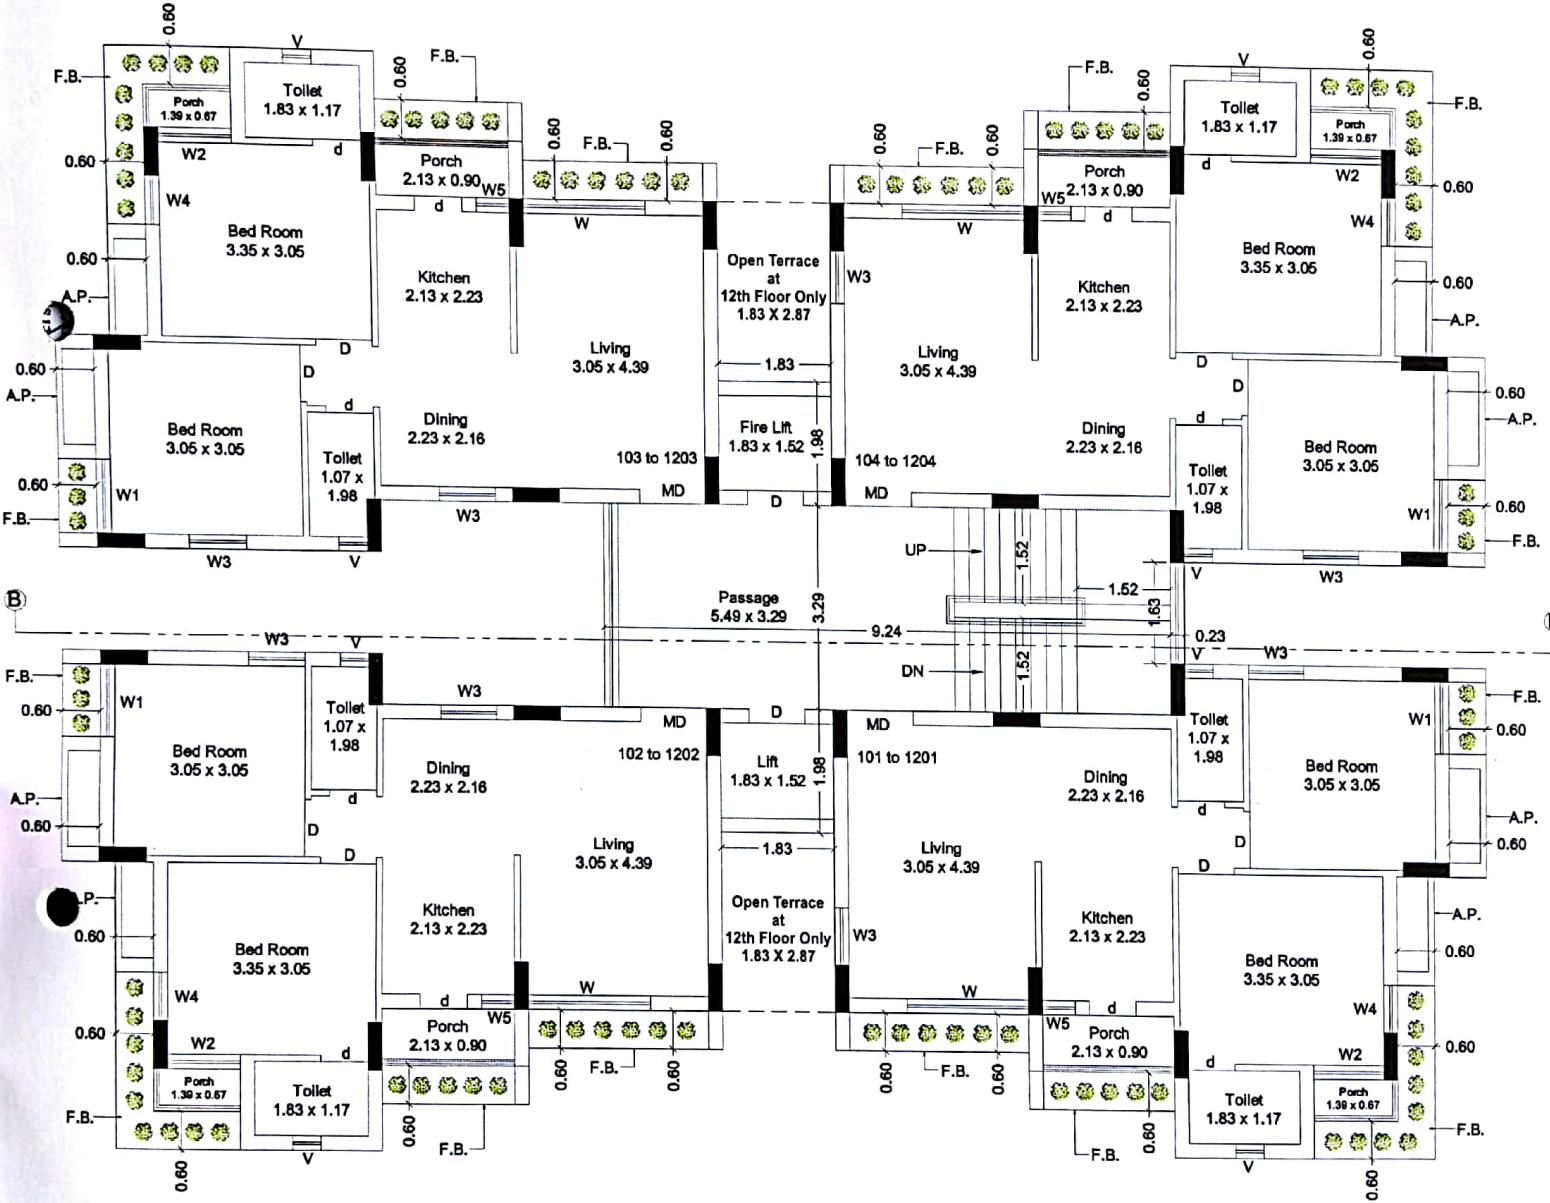 0.60
V
F.B.
Toilet
1.83 x 1.17
Porch
1.39 x 0.67
0.60
F.B.
d
W2
0.60
W4
Porch
2.13 x 0.90
W5
d
0.60
F.B.
0.60
W
Bed Room
3.35 x 3.05
0.60
A.P.
Kitchen
2.13 x 2.23
Living
3.05 x 4.39
D
D
0.60
A.P.
d
Bed Room
3.05 x 3.05
Toilet
1.07 x
1.98
Dining
2.23 x 2.16
103 to 1203
MD
W1
0.60
F.B.
W3
V
W3
Open Terrace
at
12th Floor Only
1.83 X 2.87
1.83
Fire Lift
1.83 x 1.52
1.98
D
0.60
F.B.
0.60
F.B.
0.60
V
0.60
F.B.
Toilet
1.83 x 1.17
Porch
1.39 x 0.67
d
W2
0.60
W4
W5
Porch
2.13 x 0.90
d
W
W3
Bed Room
3.35 x 3.05
0.60
A.P.
Kitchen
2.13 x 2.23
Living
3.05 x 4.39
D
D
0.60
A.P.
d
Bed Room
3.05 x 3.05
Toilet
1.07 x
1.98
Dining
2.23 x 2.16
104 to 1204
MD
W1
0.60
F.B.
V
W3
B
UP
1.52
1.52
1.63
Passage
5.49 x 3.29
3.29
9.24
0.23
DN
1.52
W3
V
F.B.
0.60
W1
W3
MD
D
MD
Toilet
1.07 x
1.98
Bed Room
3.05 x 3.05
Dining
2.23 x 2.16
102 to 1202
A.P.
0.60
d
D
D
Living
3.05 x 4.39
Kitchen
2.13 x 2.23
P.
0.60
Bed Room
3.35 x 3.05
W4
d
W
W5
0.60
W2
d
Porch
2.13 x 0.90
Porch
1.39 x 0.67
Toilet
1.83 x 1.17
F.B.
0.60
V
0.60
F.B.
0.60
F.B.
0.60
Lift
1.83 x 1.52
1.98
1.83
Open Terrace
at
12th Floor Only
1.83 X 2.87
V
W3
W1
F.B.
0.60
Toilet
1.07 x
1.98
Bed Room
3.05 x 3.05
101 to 1201
Dining
2.23 x 2.16
A.P.
0.60
d
D
D
Living
3.05 x 4.39
Kitchen
2.13 x 2.23
W3
A.P.
0.60
Bed Room
3.35 x 3.05
W4
W
d
W5
0.60
W2
d
Porch
2.13 x 0.90
Porch
1.39 x 0.67
Toilet
1.83 x 1.17
F.B.
0.60
F.B.
0.60
F.B.
0.60
V
0.60